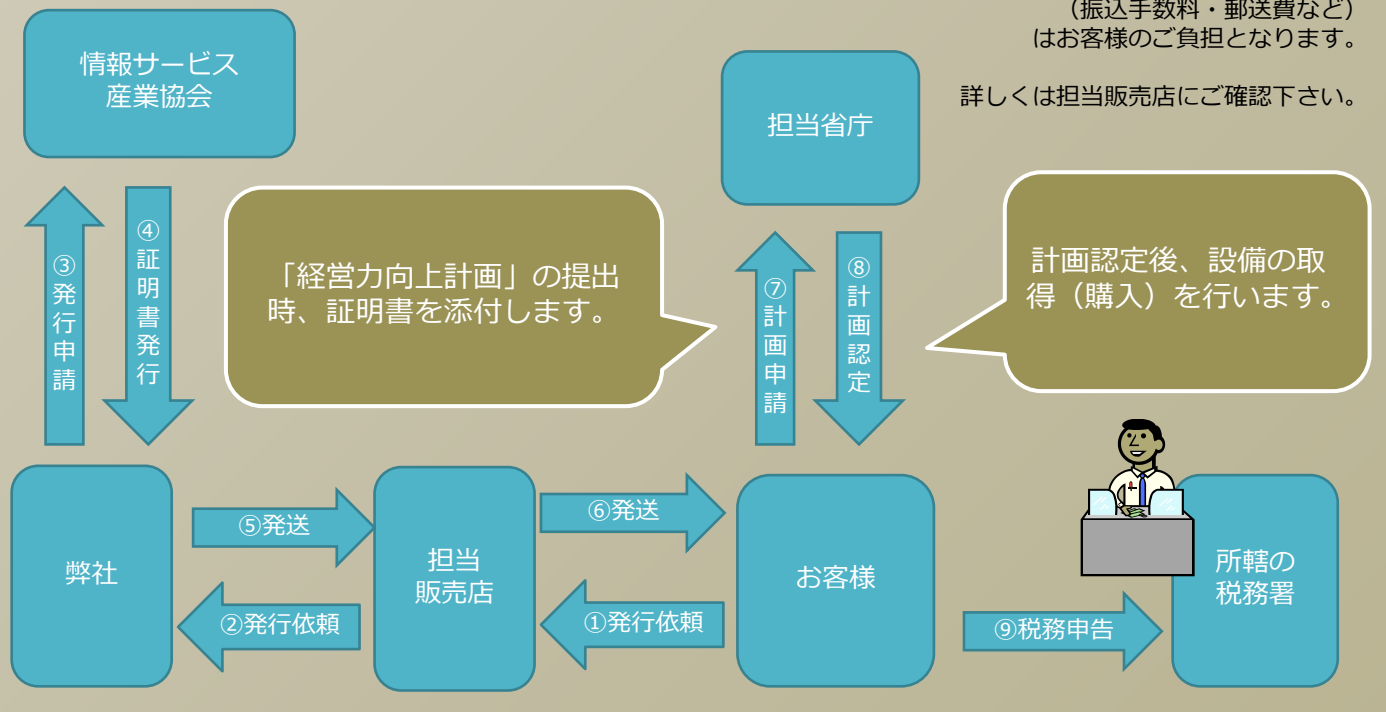 （振込手数料・郵送費など）
はお客様のご負担となります。
詳しくは担当販売店にご確認下さい。
情報サービス
産業協会
担当省庁
③発行申請
④証明書発行
「経営力向上計画」の提出
時、証明書を添付します。
⑦計画申請
⑧計画認定
計画認定後、設備の取
得（購入）を行います。
弊社
⑤発送
②発行依頼
担当
販売店
⑥発送
①発行依頼
お客様
⑨税務申告
所轄の
税務署